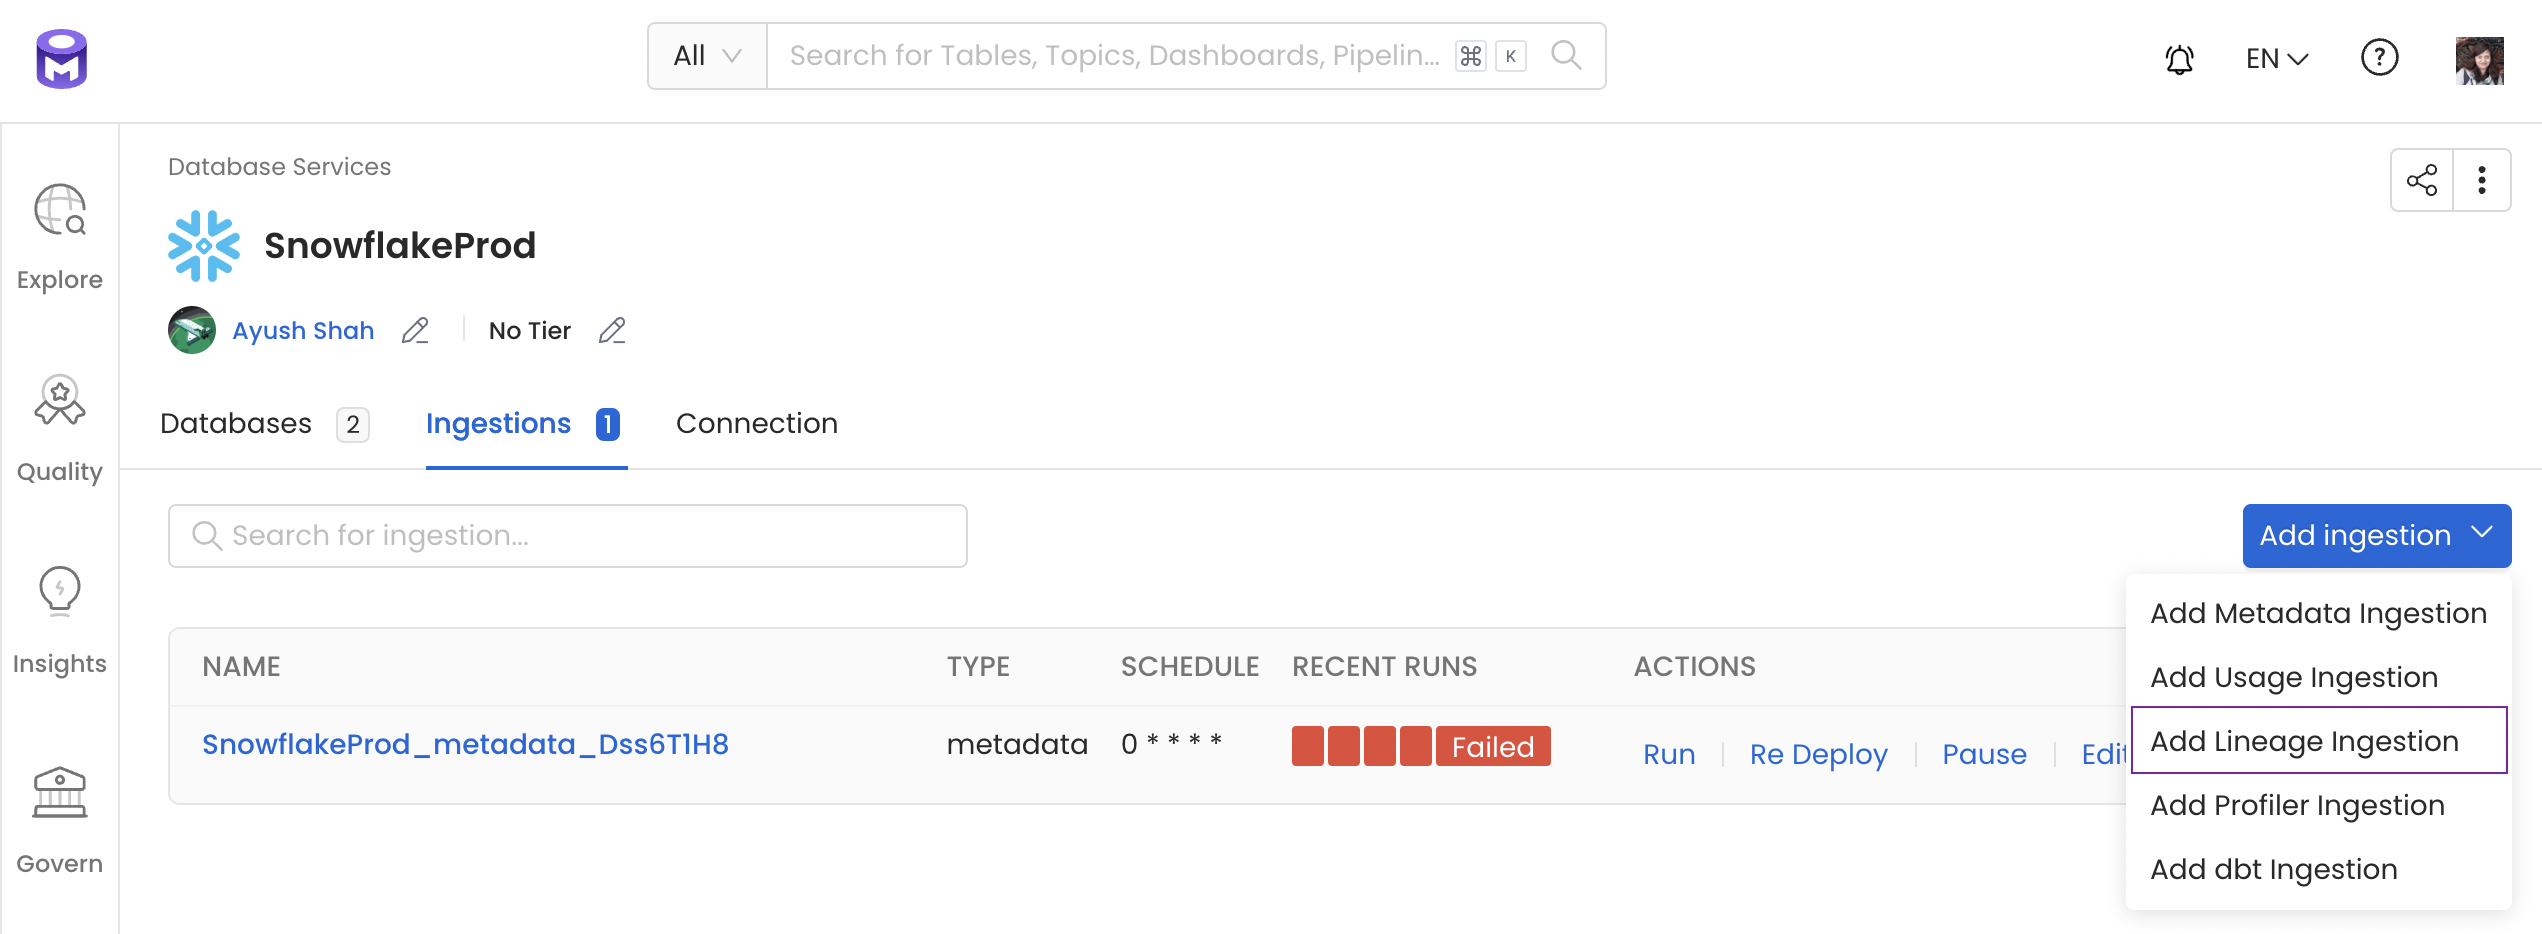 All
Search for Tables, Topics, Dashboards, Pipelin...
⌘ K
EN
?
Database Services
SnowflakeProd
Ayush Shah
No Tier
Explore
Quality
Insights
Govern
Databases 2
Ingestions 1
Connection
Search for ingestion...
Add ingestion
Add Metadata Ingestion
Add Usage Ingestion
Add Lineage Ingestion
Add Profiler Ingestion
Add dbt Ingestion
NAME TYPE SCHEDULE RECENT RUNS ACTIONS
SnowflakeProd_metadata_Dss6T1H8 metadata 0 * * * * Failed Run Re Deploy Pause Edit